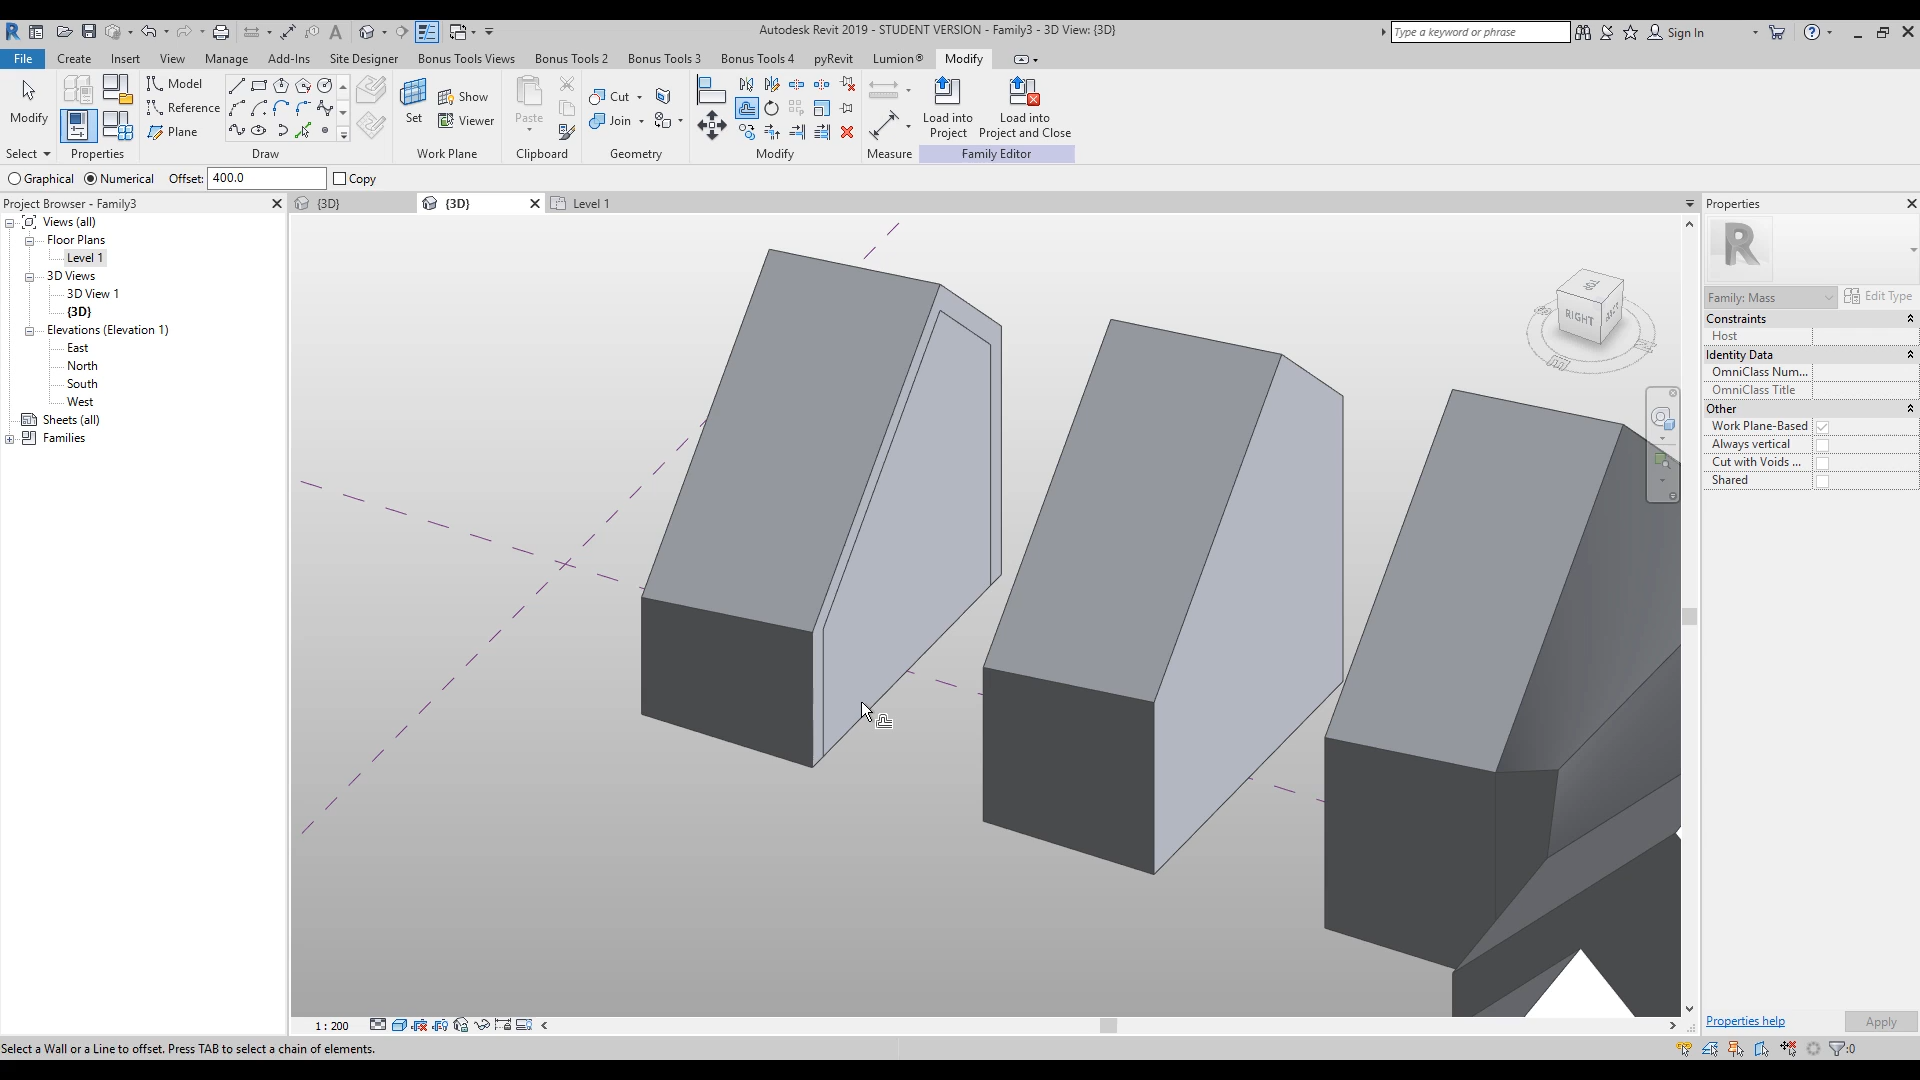 Autodesk Revit 2019 - STUDENT VERSION - Family3 - 3D View: {3D}
Type a keyword or phrase
Sign In
File Create Insert View Manage Add-Ins Site Designer Bonus Tools Views Bonus Tools 2 Bonus Tools 3 Bonus Tools 4 pyRevit Lumion® Modify
Modify
Model
Reference
Plane
Set
Show
Viewer
Paste
Cut
Join
Load into Project
Load into Project and Close
Select Properties Draw Work Plane Clipboard Geometry Modify Measure Family Editor
Graphical Numerical Offset: 400.0 Copy
Project Browser - Family3
{3D} {3D} Level 1
Properties
Views (all)
Floor Plans
Level 1
3D Views
3D View 1
{3D}
Elevations (Elevation 1)
East
North
South
West
Sheets (all)
Families
TOP
RIGHT
Family: Mass Edit Type
Constraints
Host
Identity Data
OmniClass Num...
OmniClass Title
Other
Work Plane-Based
Always vertical
Cut with Voids ...
Shared
Properties help Apply
1 : 200
Select a Wall or a Line to offset. Press TAB to select a chain of elements.
:0